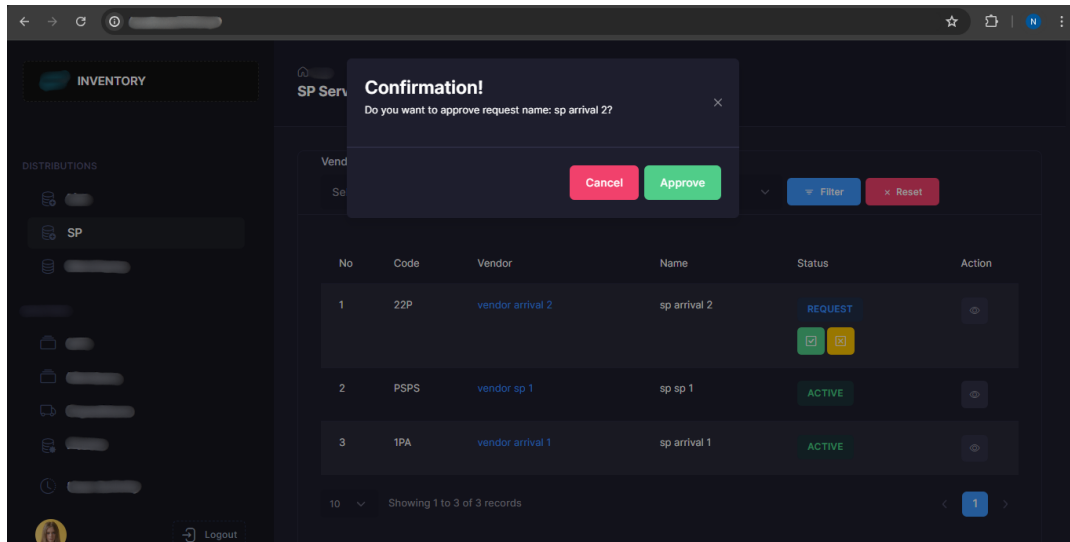 N
INVENTORY
SP Serv
Confirmation!
Do you want to approve request name: sp arrival 2?
Cancel
Approve
DISTRIBUTIONS
SP
Vend
Se
Filter
Reset
No Code Vendor Name Status Action
1 22P vendor arrival 2 sp arrival 2 REQUEST
2 PSPS vendor sp 1 sp sp 1 ACTIVE
3 1PA vendor arrival 1 sp arrival 1 ACTIVE
10 Showing 1 to 3 of 3 records 1
Logout